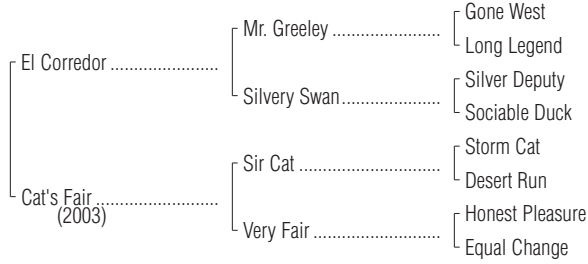 Gone West
Mr. Greeley ......................
Long Legend
El Corredor ......................
Silver Deputy
Silvery Swan....................
Sociable Duck
Storm Cat
Sir Cat ............................
Desert Run
Cat's Fair .........................
(2003)
Honest Pleasure
Very Fair .........................
Equal Change